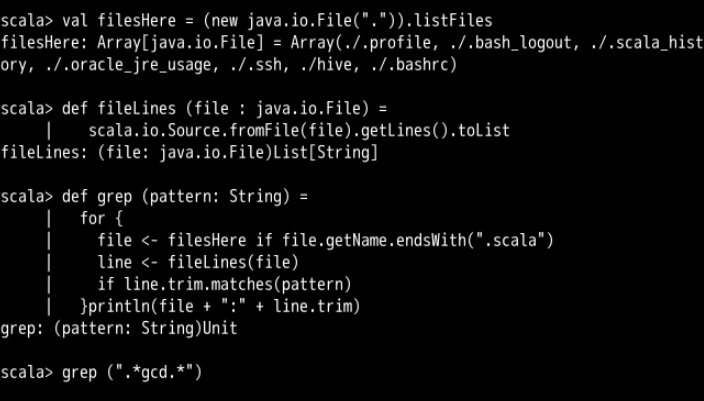 scala> val filesHere = (new java.io.File(".")).listFiles
filesHere: Array[java.io.File] = Array(./.profile, ./.bash_logout, ./.scala_hist
ory, ./.oracle_jre_usage, ./.ssh, ./hive, ./.bashrc)
scala> def fileLines (file : java.io.File) =
     |    scala.io.Source.fromFile(file).getLines().toList
fileLines: (file: java.io.File)List[String]
scala> def grep (pattern: String) =
     |   for {
     |     file <- filesHere if file.getName.endsWith(".scala")
     |     line <- fileLines(file)
     |     if line.trim.matches(pattern)
     |   }println(file + ":" + line.trim)
grep: (pattern: String)Unit
scala> grep (".*gcd.*")